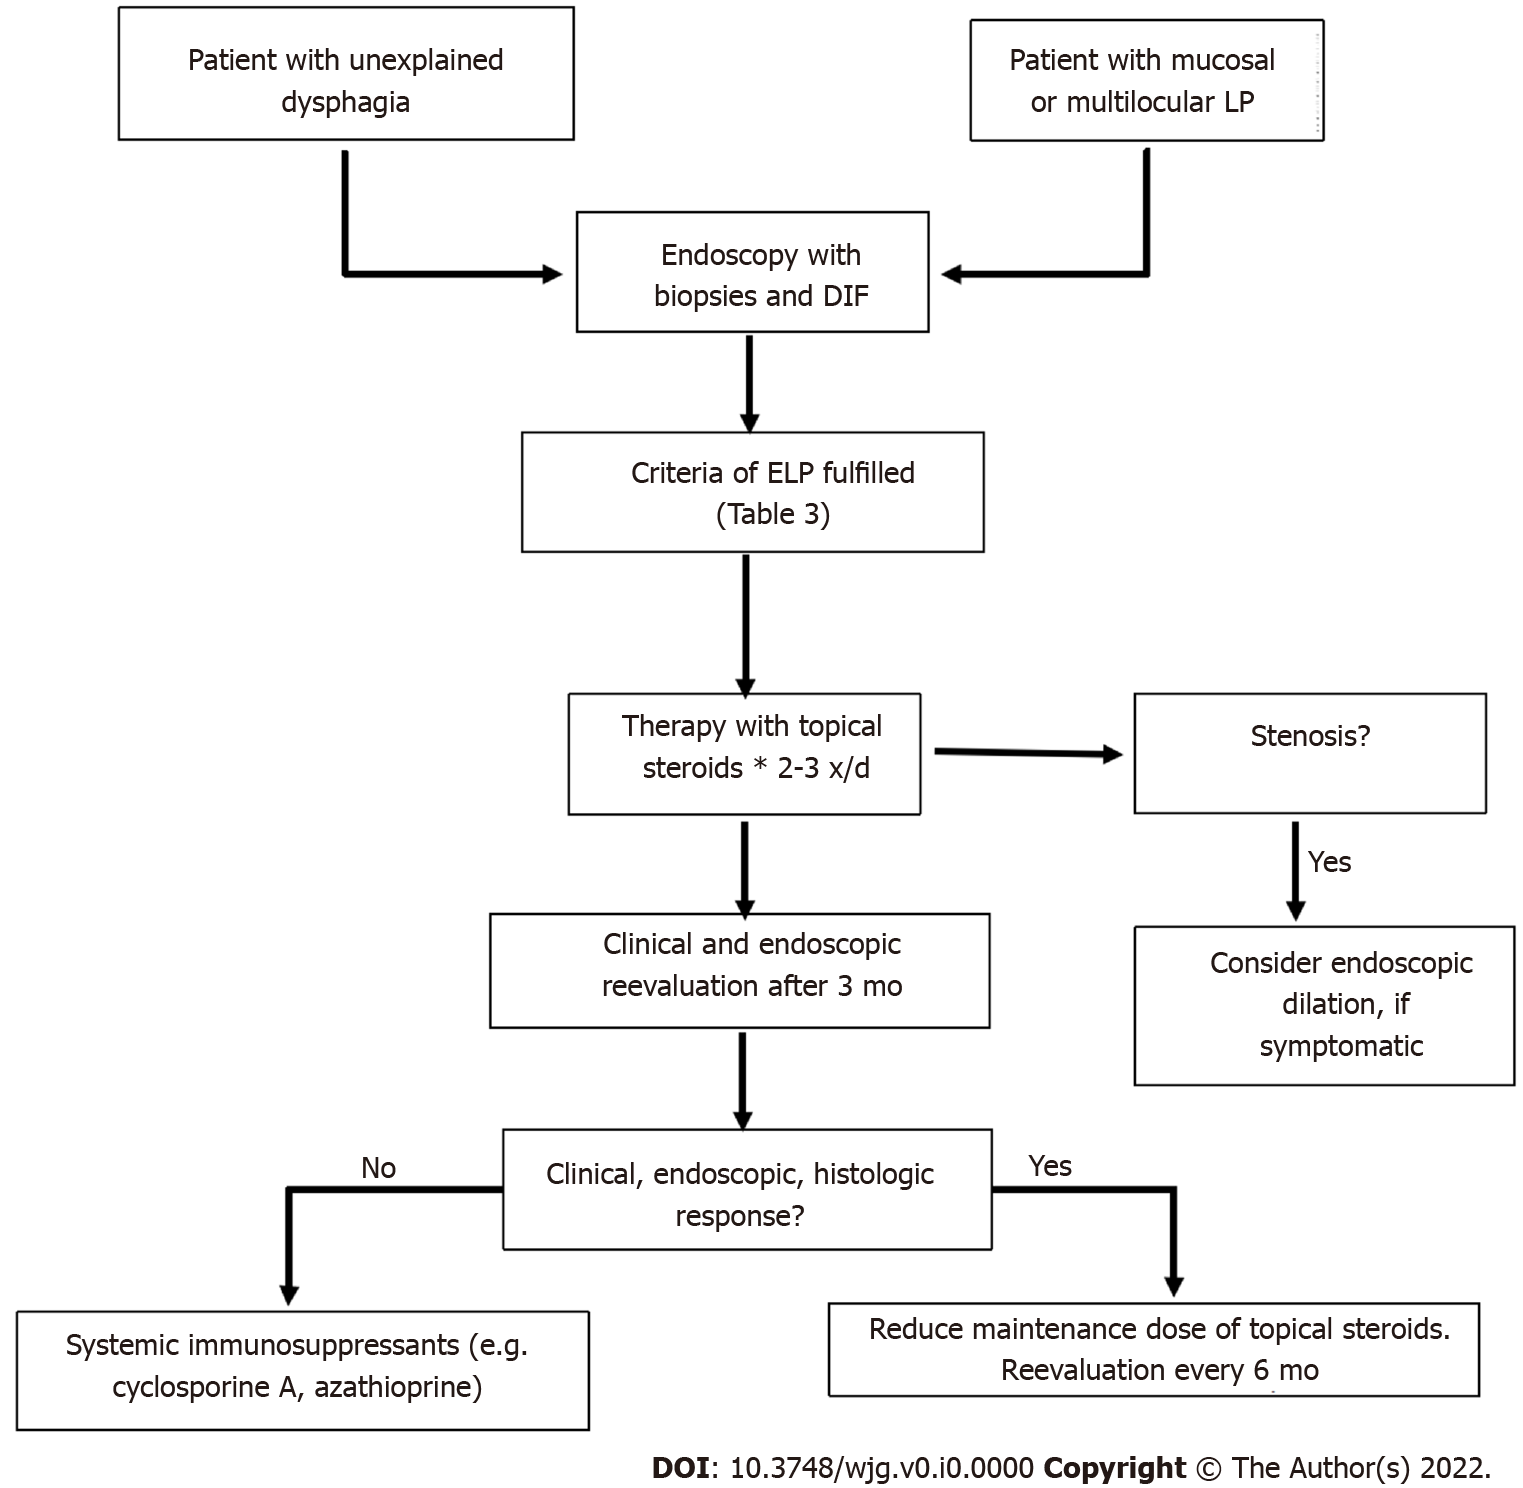 Patient with unexplained
dysphagia
Patient with mucosal
or multilocular LP
Endoscopy with
biopsies and DIF
Criteria of ELP fulfilled
(Table 3)
Therapy with topical
steroids * 2-3 x/d
Stenosis?
Yes
Clinical and endoscopic
reevaluation after 3 mo
Consider endoscopic
dilation, if
symptomatic
No
Clinical, endoscopic, histologic
response?
Yes
Systemic immunosuppressants (e.g.
cyclosporine A, azathioprine)
Reduce maintenance dose of topical steroids.
Reevaluation every 6 mo
DOI: 10.3748/wjg.v0.i0.0000 Copyright © The Author(s) 2022.